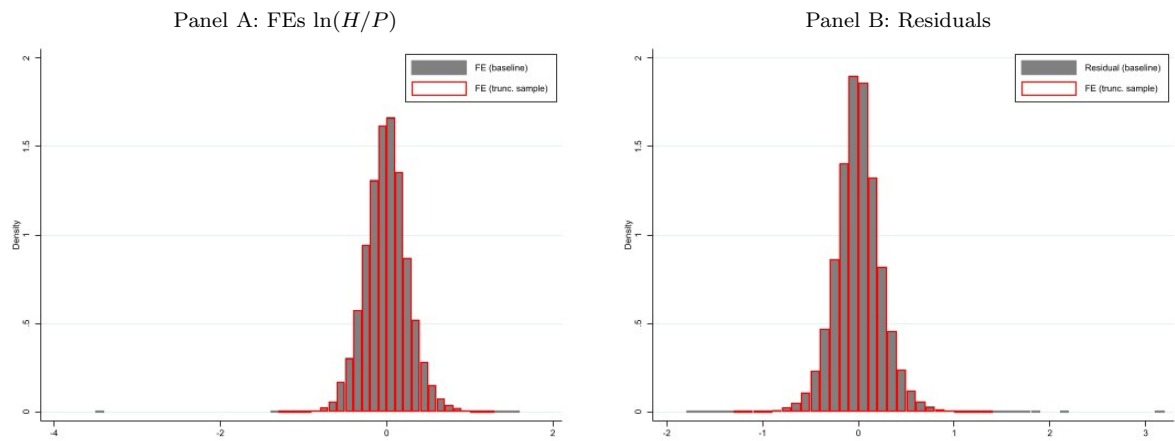 Panel A: FEs ln(H/P)
Panel B: Residuals
2
1.5
1
.5
0
Density
-4
-2
0
2
FE (baseline)
FE (trunc. sample)
2
1.5
1
.5
0
Density
-2
-1
0
1
2
3
Residual (baseline)
FE (trunc. sample)